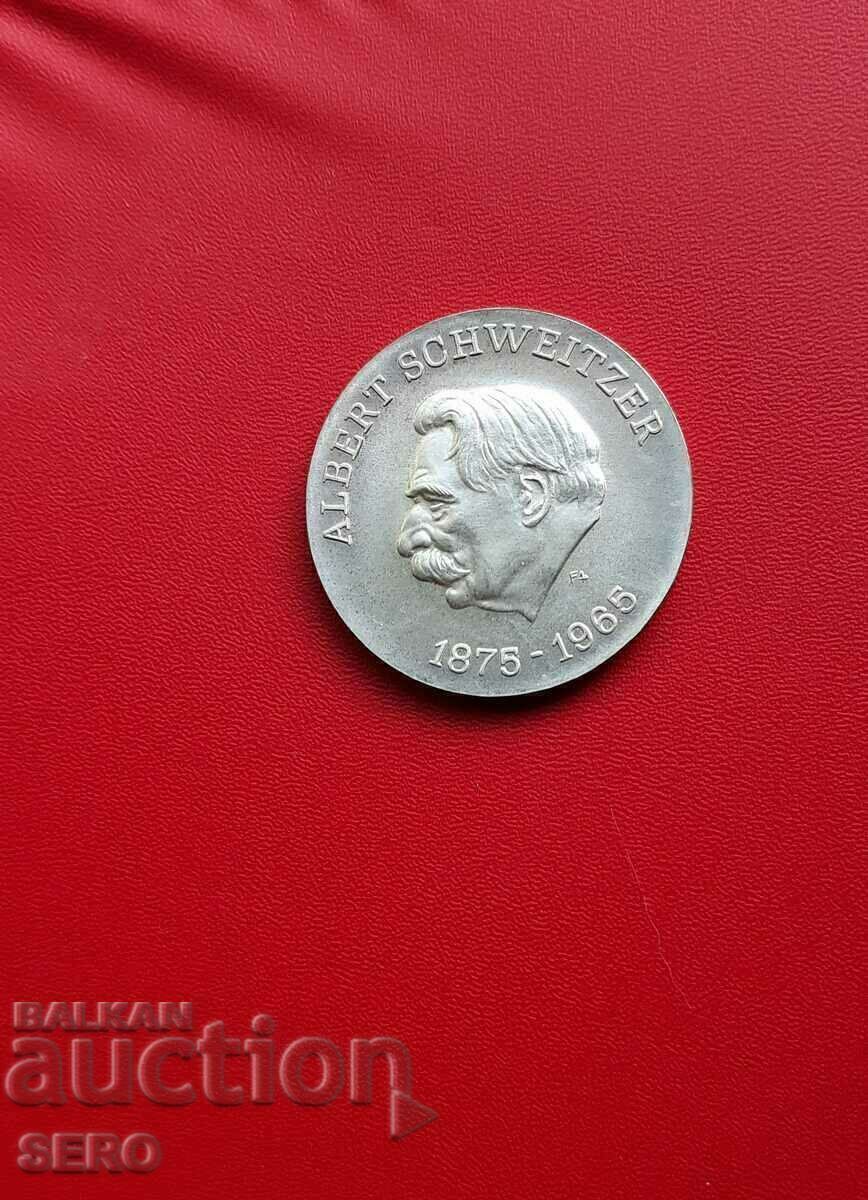 ALBERT SCHWEITZER
1875-1965
BALKAN
auction
SERO